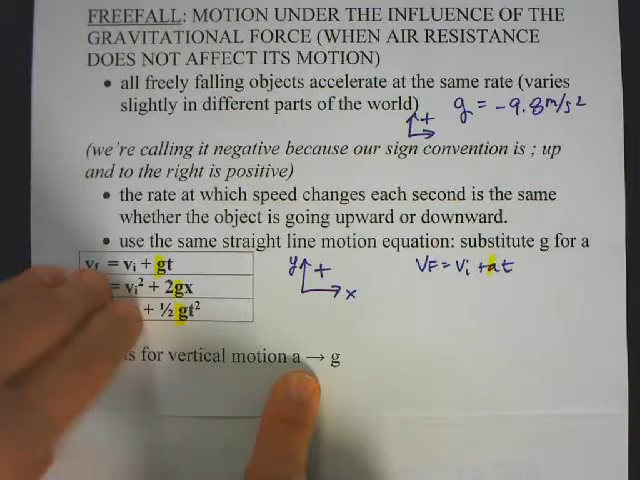 FREEFALL: MOTION UNDER THE INFLUENCE OF THE
GRAVITATIONAL FORCE (WHEN AIR RESISTANCE
DOES NOT AFFECT ITS MOTION)
• all freely falling objects accelerate at the same rate (varies
slightly in different parts of the world) g = -9.8 m/s²
+
(we're calling it negative because our sign convention is ; up
and to the right is positive)
• the rate at which speed changes each second is the same
whether the object is going upward or downward.
• use the same straight line motion equation: substitute g for a
vf = vi + gt
y + x
VF = Vi + at
= vi² + 2gx
+ ½ gt²
is for vertical motion a → g